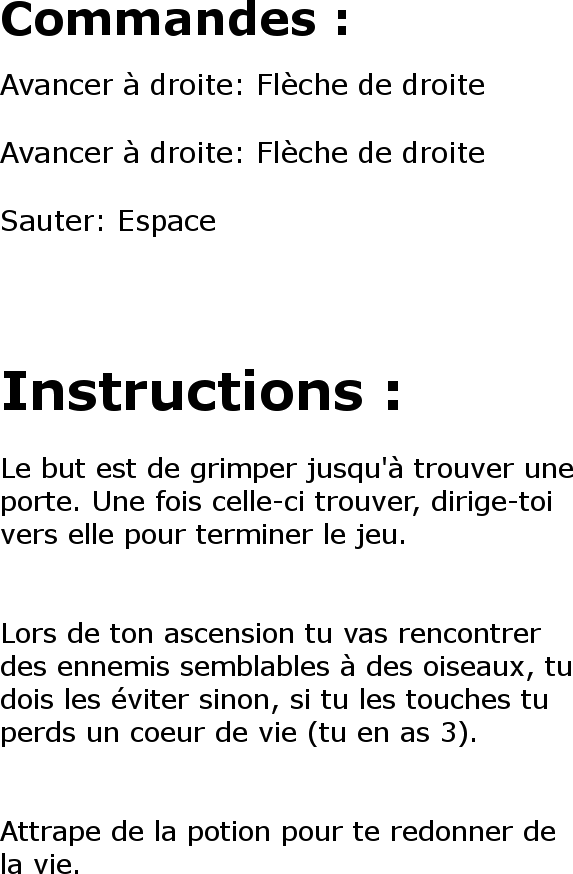 Commandes :
Avancer à droite: Flèche de droite
Avancer à droite: Flèche de droite
Sauter: Espace
Instructions :
Le but est de grimper jusqu'à trouver une
porte. Une fois celle-ci trouver, dirige-toi
vers elle pour terminer le jeu.
Lors de ton ascension tu vas rencontrer
des ennemis semblables à des oiseaux, tu
dois les éviter sinon, si tu les touches tu
perds un coeur de vie (tu en as 3).
Attrape de la potion pour te redonner de
la vie.